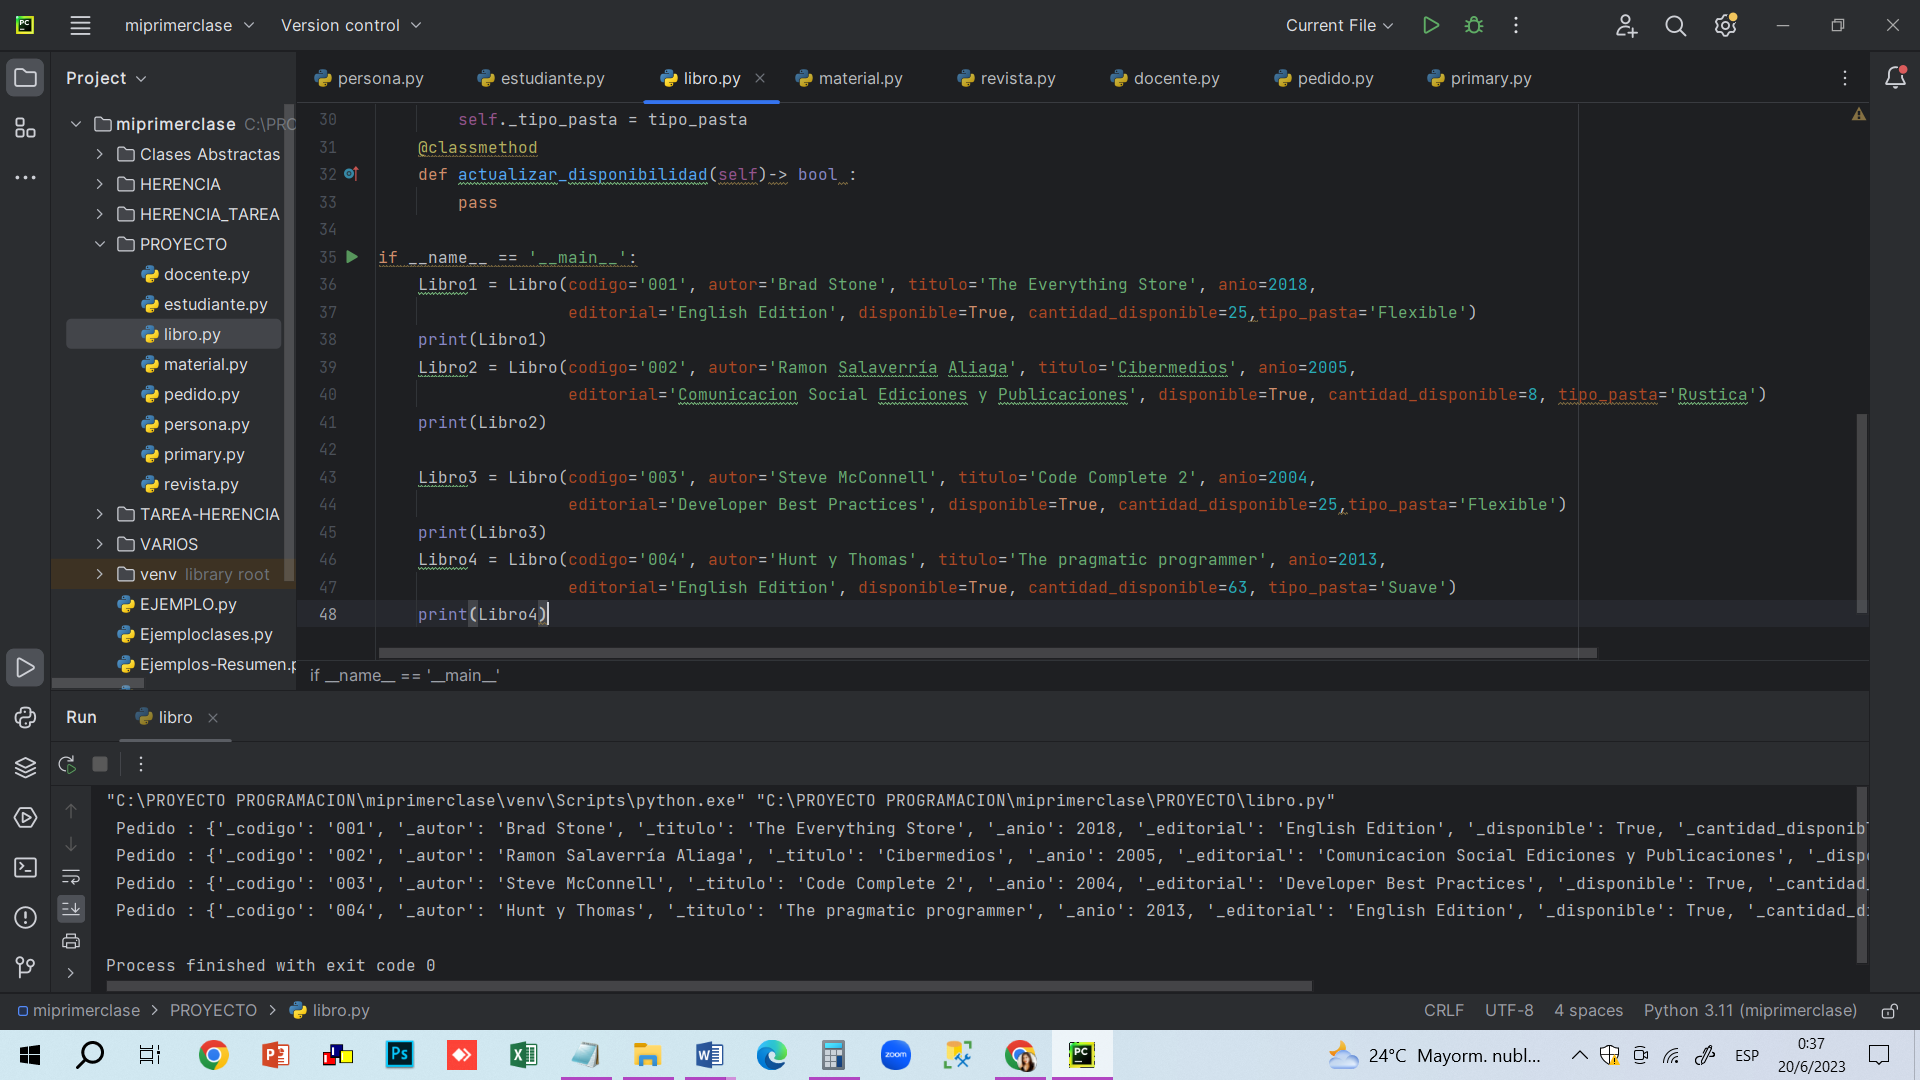 miprimerclase
Version control
Current File
Project
persona.py
estudiante.py
libro.py
material.py
revista.py
docente.py
pedido.py
primary.py
miprimerclase C:\PRO
Clases Abstractas
HERENCIA
HERENCIA_TAREA
PROYECTO
docente.py
estudiante.py
libro.py
material.py
pedido.py
persona.py
primary.py
revista.py
TAREA-HERENCIA
VARIOS
venv library root
EJEMPLO.py
Ejemploclases.py
Ejemplos-Resumen.p
30 self._tipo_pasta = tipo_pasta
31 @classmethod
32 def actualizar_disponibilidad(self)-> bool :
33 pass
34
35 if __name__ == '__main__':
36 Libro1 = Libro(codigo='001', autor='Brad Stone', titulo='The Everything Store', anio=2018,
37 editorial='English Edition', disponible=True, cantidad_disponible=25,tipo_pasta='Flexible')
38 print(Libro1)
39 Libro2 = Libro(codigo='002', autor='Ramon Salaverría Aliaga', titulo='Cibermedios', anio=2005,
40 editorial='Comunicacion Social Ediciones y Publicaciones', disponible=True, cantidad_disponible=8, tipo_pasta='Rustica')
41 print(Libro2)
42
43 Libro3 = Libro(codigo='003', autor='Steve McConnell', titulo='Code Complete 2', anio=2004,
44 editorial='Developer Best Practices', disponible=True, cantidad_disponible=25,tipo_pasta='Flexible')
45 print(Libro3)
46 Libro4 = Libro(codigo='004', autor='Hunt y Thomas', titulo='The pragmatic programmer', anio=2013,
47 editorial='English Edition', disponible=True, cantidad_disponible=63, tipo_pasta='Suave')
48 print(Libro4)
if __name__ == '__main__'
Run
libro
"C:\PROYECTO PROGRAMACION\miprimerclase\venv\Scripts\python.exe" "C:\PROYECTO PROGRAMACION\miprimerclase\PROYECTO\libro.py"
Pedido : {'_codigo': '001', '_autor': 'Brad Stone', '_titulo': 'The Everything Store', '_anio': 2018, '_editorial': 'English Edition', '_disponible': True, '_cantidad_disponib
Pedido : {'_codigo': '002', '_autor': 'Ramon Salaverría Aliaga', '_titulo': 'Cibermedios', '_anio': 2005, '_editorial': 'Comunicacion Social Ediciones y Publicaciones', '_disp
Pedido : {'_codigo': '003', '_autor': 'Steve McConnell', '_titulo': 'Code Complete 2', '_anio': 2004, '_editorial': 'Developer Best Practices', '_disponible': True, '_cantidad_
Pedido : {'_codigo': '004', '_autor': 'Hunt y Thomas', '_titulo': 'The pragmatic programmer', '_anio': 2013, '_editorial': 'English Edition', '_disponible': True, '_cantidad_d
Process finished with exit code 0
miprimerclase > PROYECTO > libro.py
CRLF UTF-8 4 spaces Python 3.11 (miprimerclase)
24°C Mayorm. nubl...
ESP
0:37
20/6/2023